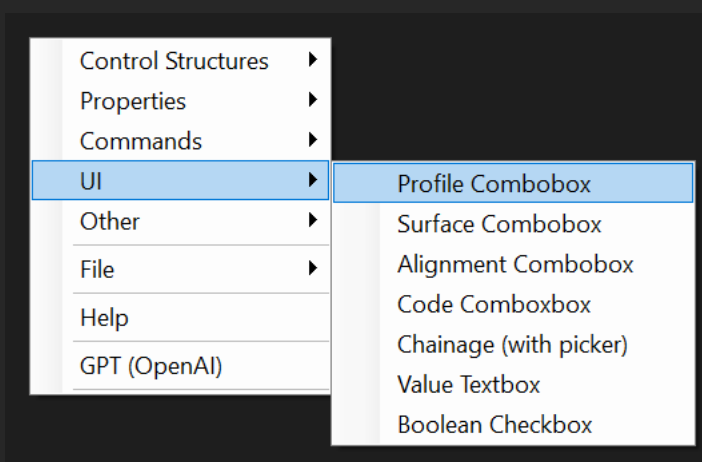 Control Structures
Properties
Commands
UI
Other
File
Help
GPT (OpenAI)
Profile Combobox
Surface Combobox
Alignment Combobox
Code Comboxbox
Chainage (with picker)
Value Textbox
Boolean Checkbox